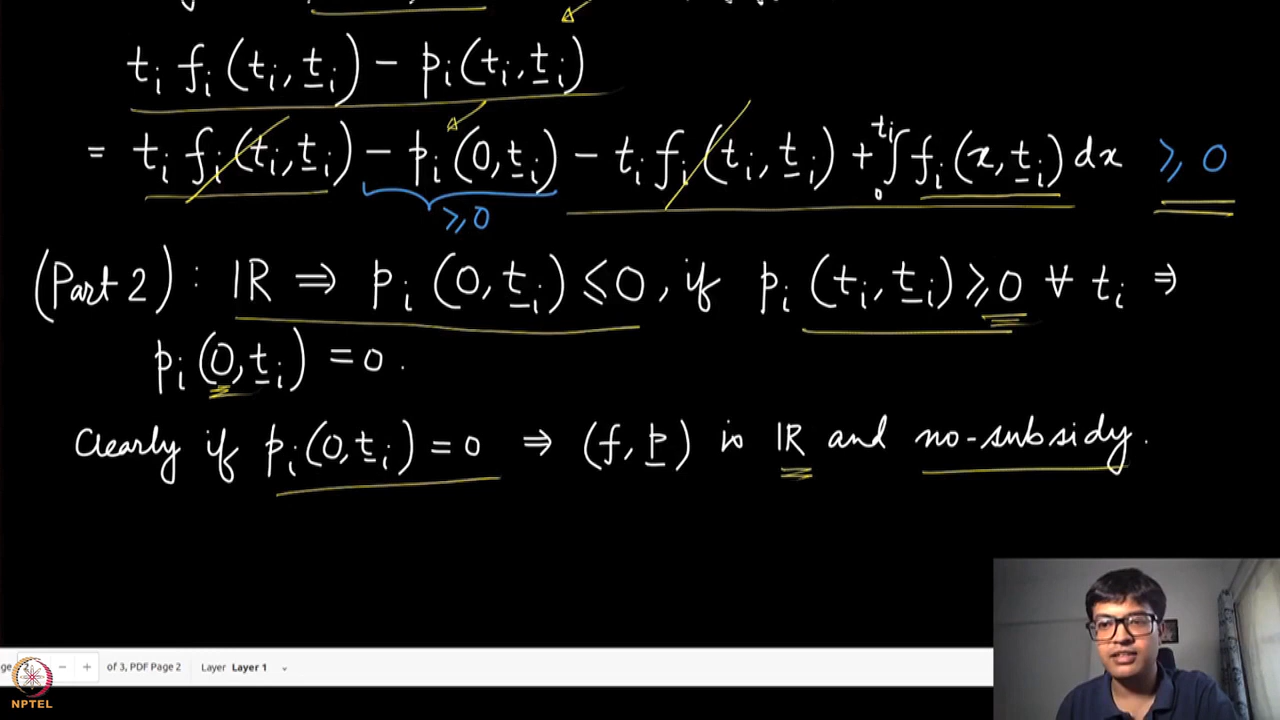 tᵢ fᵢ (tᵢ, t̲ᵢ) − pᵢ(tᵢ, t̲ᵢ)
= tᵢ fᵢ(tᵢ, t̲ᵢ) − pᵢ(0, t̲ᵢ) − tᵢ fᵢ(tᵢ, t̲ᵢ) + ∫₀^{tᵢ} fᵢ(x, t̲ᵢ) dx ≥ 0
≥ 0
(Part 2) : IR ⇒ pᵢ (0, t̲ᵢ) ≤ 0, if pᵢ (tᵢ, t̲ᵢ) ≥ 0 ∀ tᵢ ⇒
pᵢ (0, t̲ᵢ) = 0.
Clearly if pᵢ(0, t̲ᵢ) = 0 ⇒ (f, p̲) is IR and no-subsidy.
of 3, PDF Page 2 Layer Layer 1
NPTEL